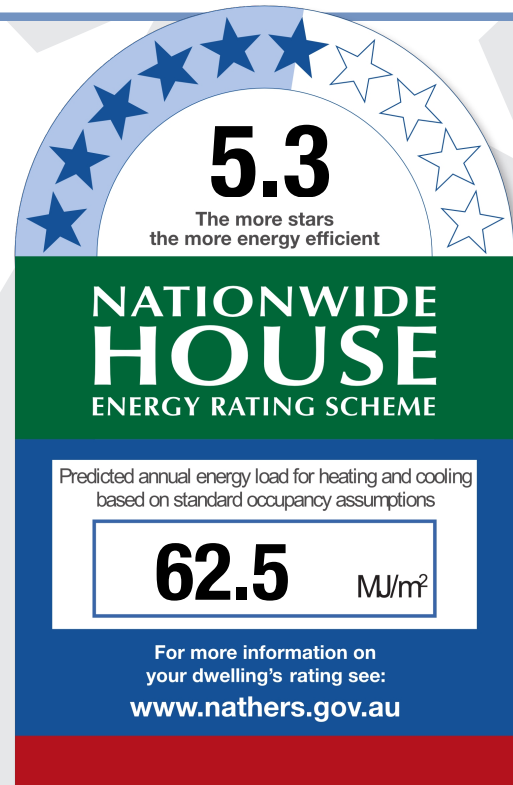 5.3
The more stars
the more energy efficient
NATIONWIDE
HOUSE
ENERGY RATING SCHEME
Predicted annual energy load for heating and cooling
based on standard occupancy assumptions
62.5 MJ/m²
For more information on
your dwelling's rating see:
www.nathers.gov.au